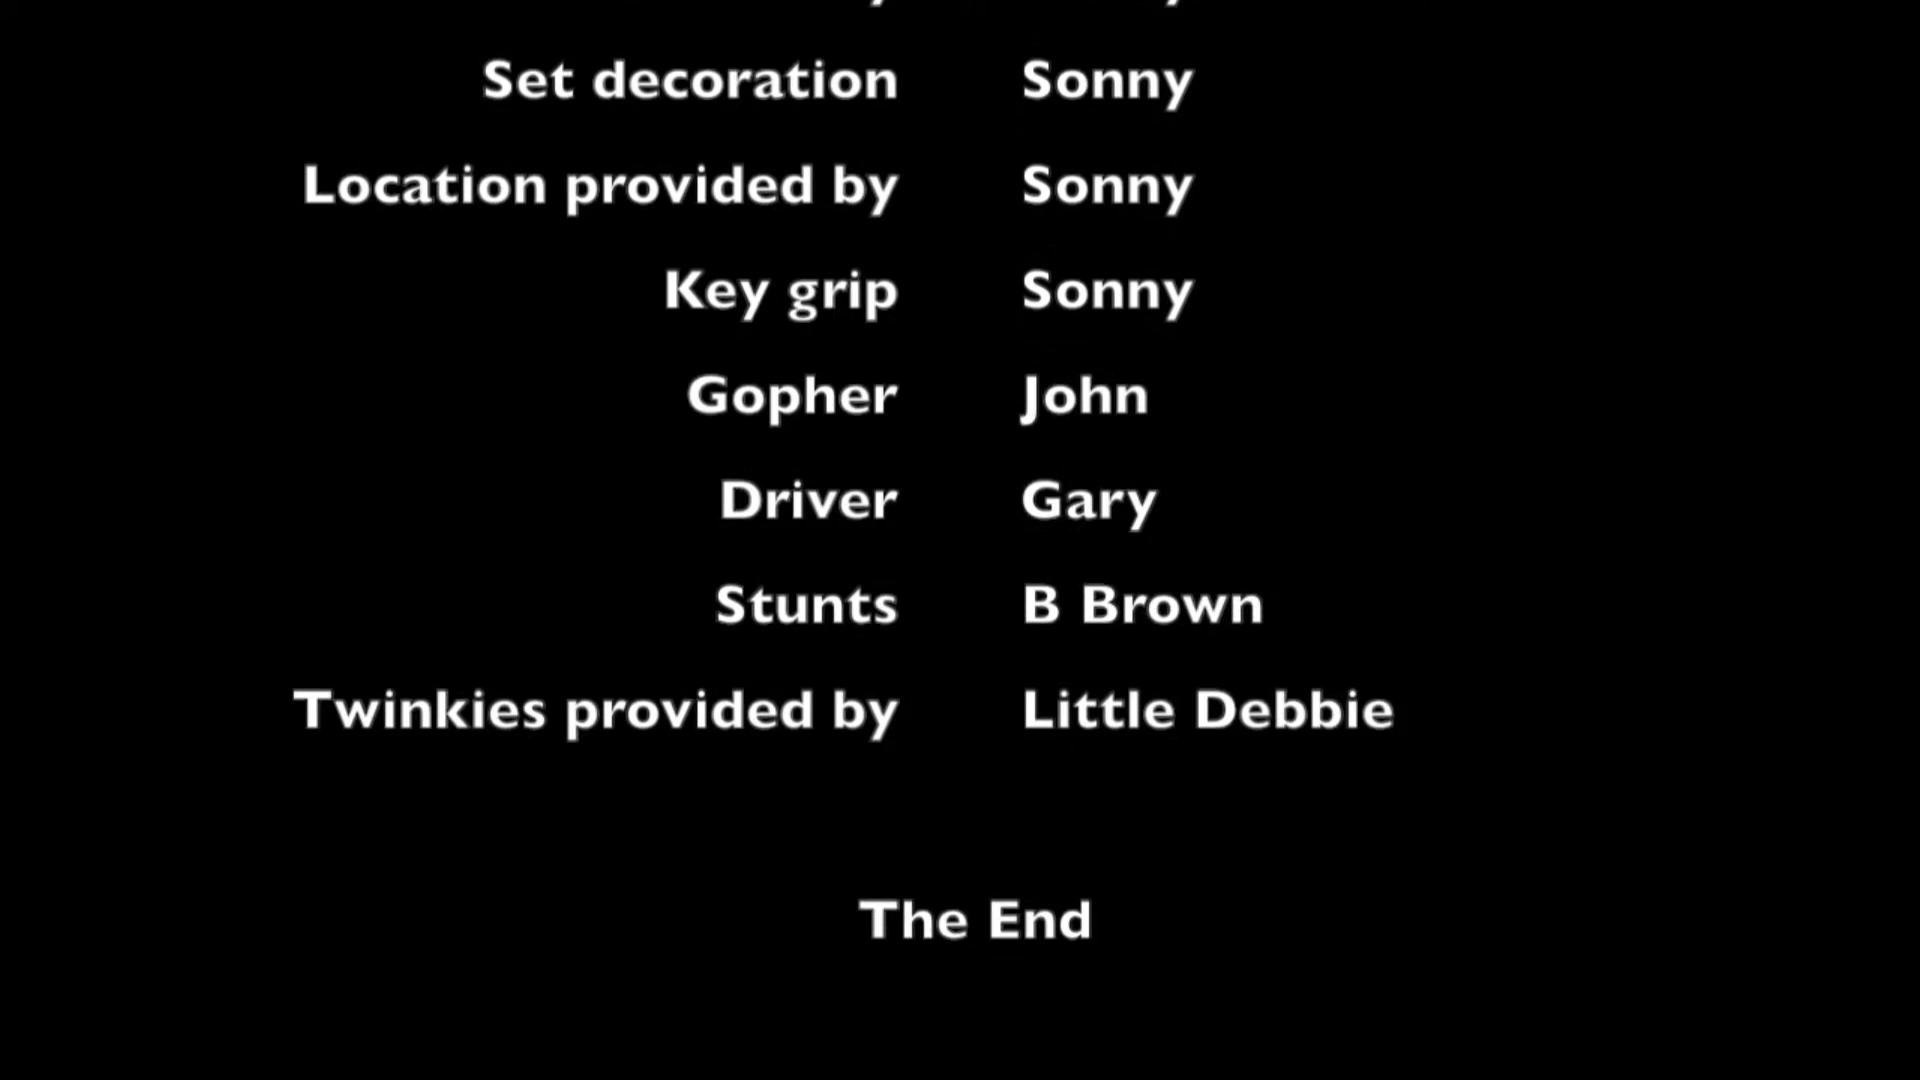 Set decoration Sonny
Location provided by Sonny
Key grip Sonny
Gopher John
Driver Gary
Stunts B Brown
Twinkies provided by Little Debbie
The End